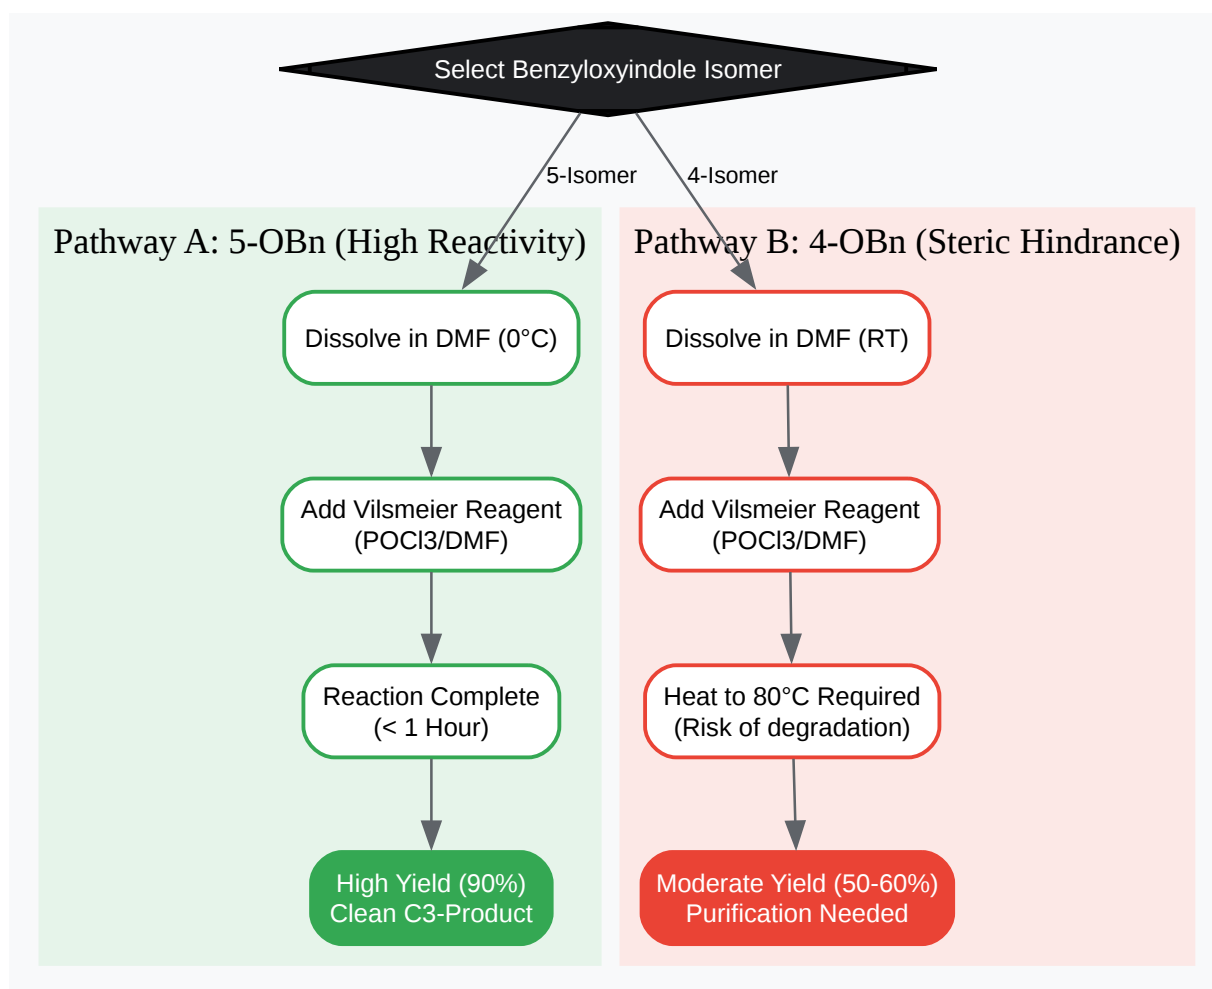 Select Benzyloxyindole Isomer
5-Isomer
4-Isomer
Pathway A: 5-OBn (High Reactivity)
Dissolve in DMF (0°C)
Add Vilsmeier Reagent
(POCl3/DMF)
Reaction Complete
(< 1 Hour)
High Yield (90%)
Clean C3-Product
Pathway B: 4-OBn (Steric Hindrance)
Dissolve in DMF (RT)
Add Vilsmeier Reagent
(POCl3/DMF)
Heat to 80°C Required
(Risk of degradation)
Moderate Yield (50-60%)
Purification Needed